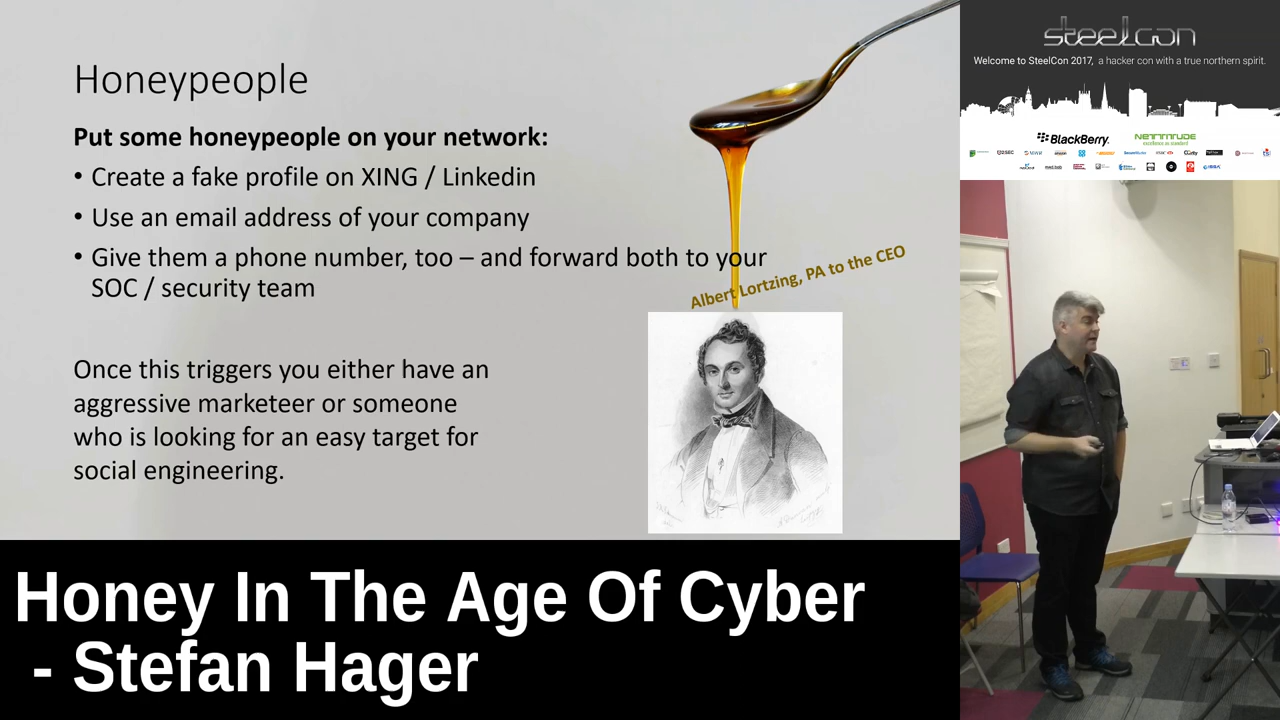 Honeypeople
Put some honeypeople on your network:
• Create a fake profile on XING / Linkedin
• Use an email address of your company
• Give them a phone number, too – and forward both to your
SOC / security team
Albert Lortzing, PA to the CEO
Once this triggers you either have an
aggressive marketeer or someone
who is looking for an easy target for
social engineering.
Honey In The Age Of Cyber
- Stefan Hager
steelcon
Welcome to SteelCon 2017, a hacker con with a true northern spirit.
BlackBerry
NETTITUDE